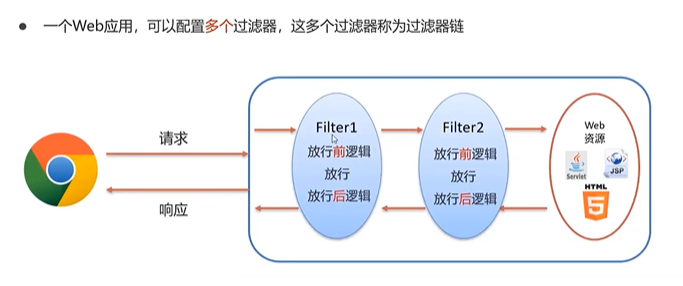 ● 一个Web应用，可以配置多个过滤器，这多个过滤器称为过滤器链
请求
响应
Filter1
放行前逻辑
放行
放行后逻辑
Filter2
放行前逻辑
放行
放行后逻辑
Web
资源
Servlet
JSP
HTML
5